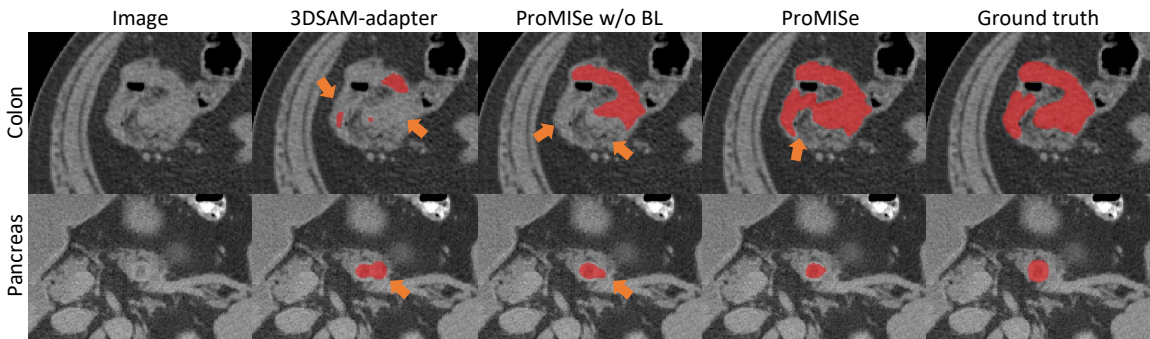 Image 3DSAM-adapter ProMISe w/o BL ProMISe Ground truth
Colon
Pancreas